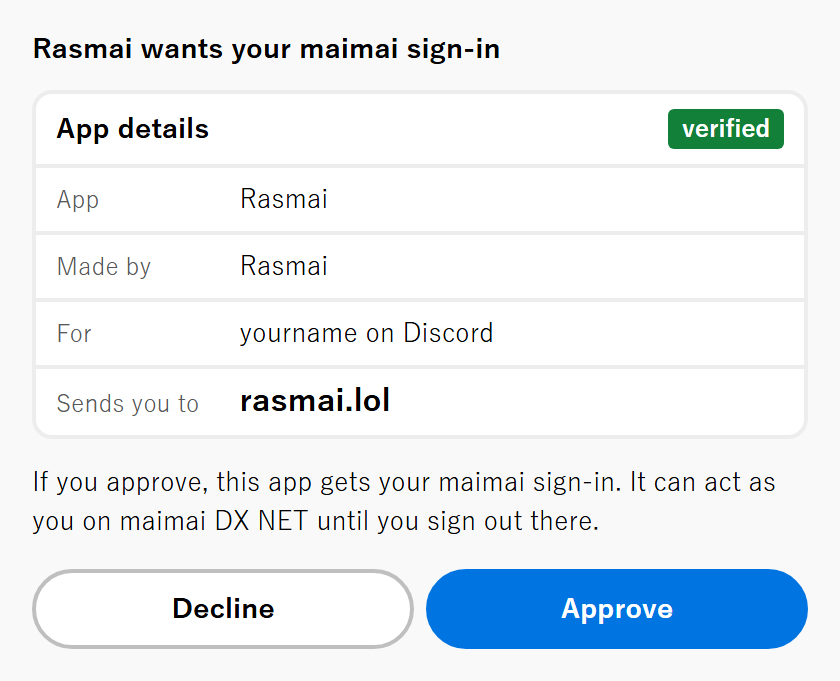 Rasmai wants your maimai sign-in
App details
verified
App Rasmai
Made by Rasmai
For yourname on Discord
Sends you to rasmai.lol
If you approve, this app gets your maimai sign-in. It can act as
you on maimai DX NET until you sign out there.
Decline
Approve